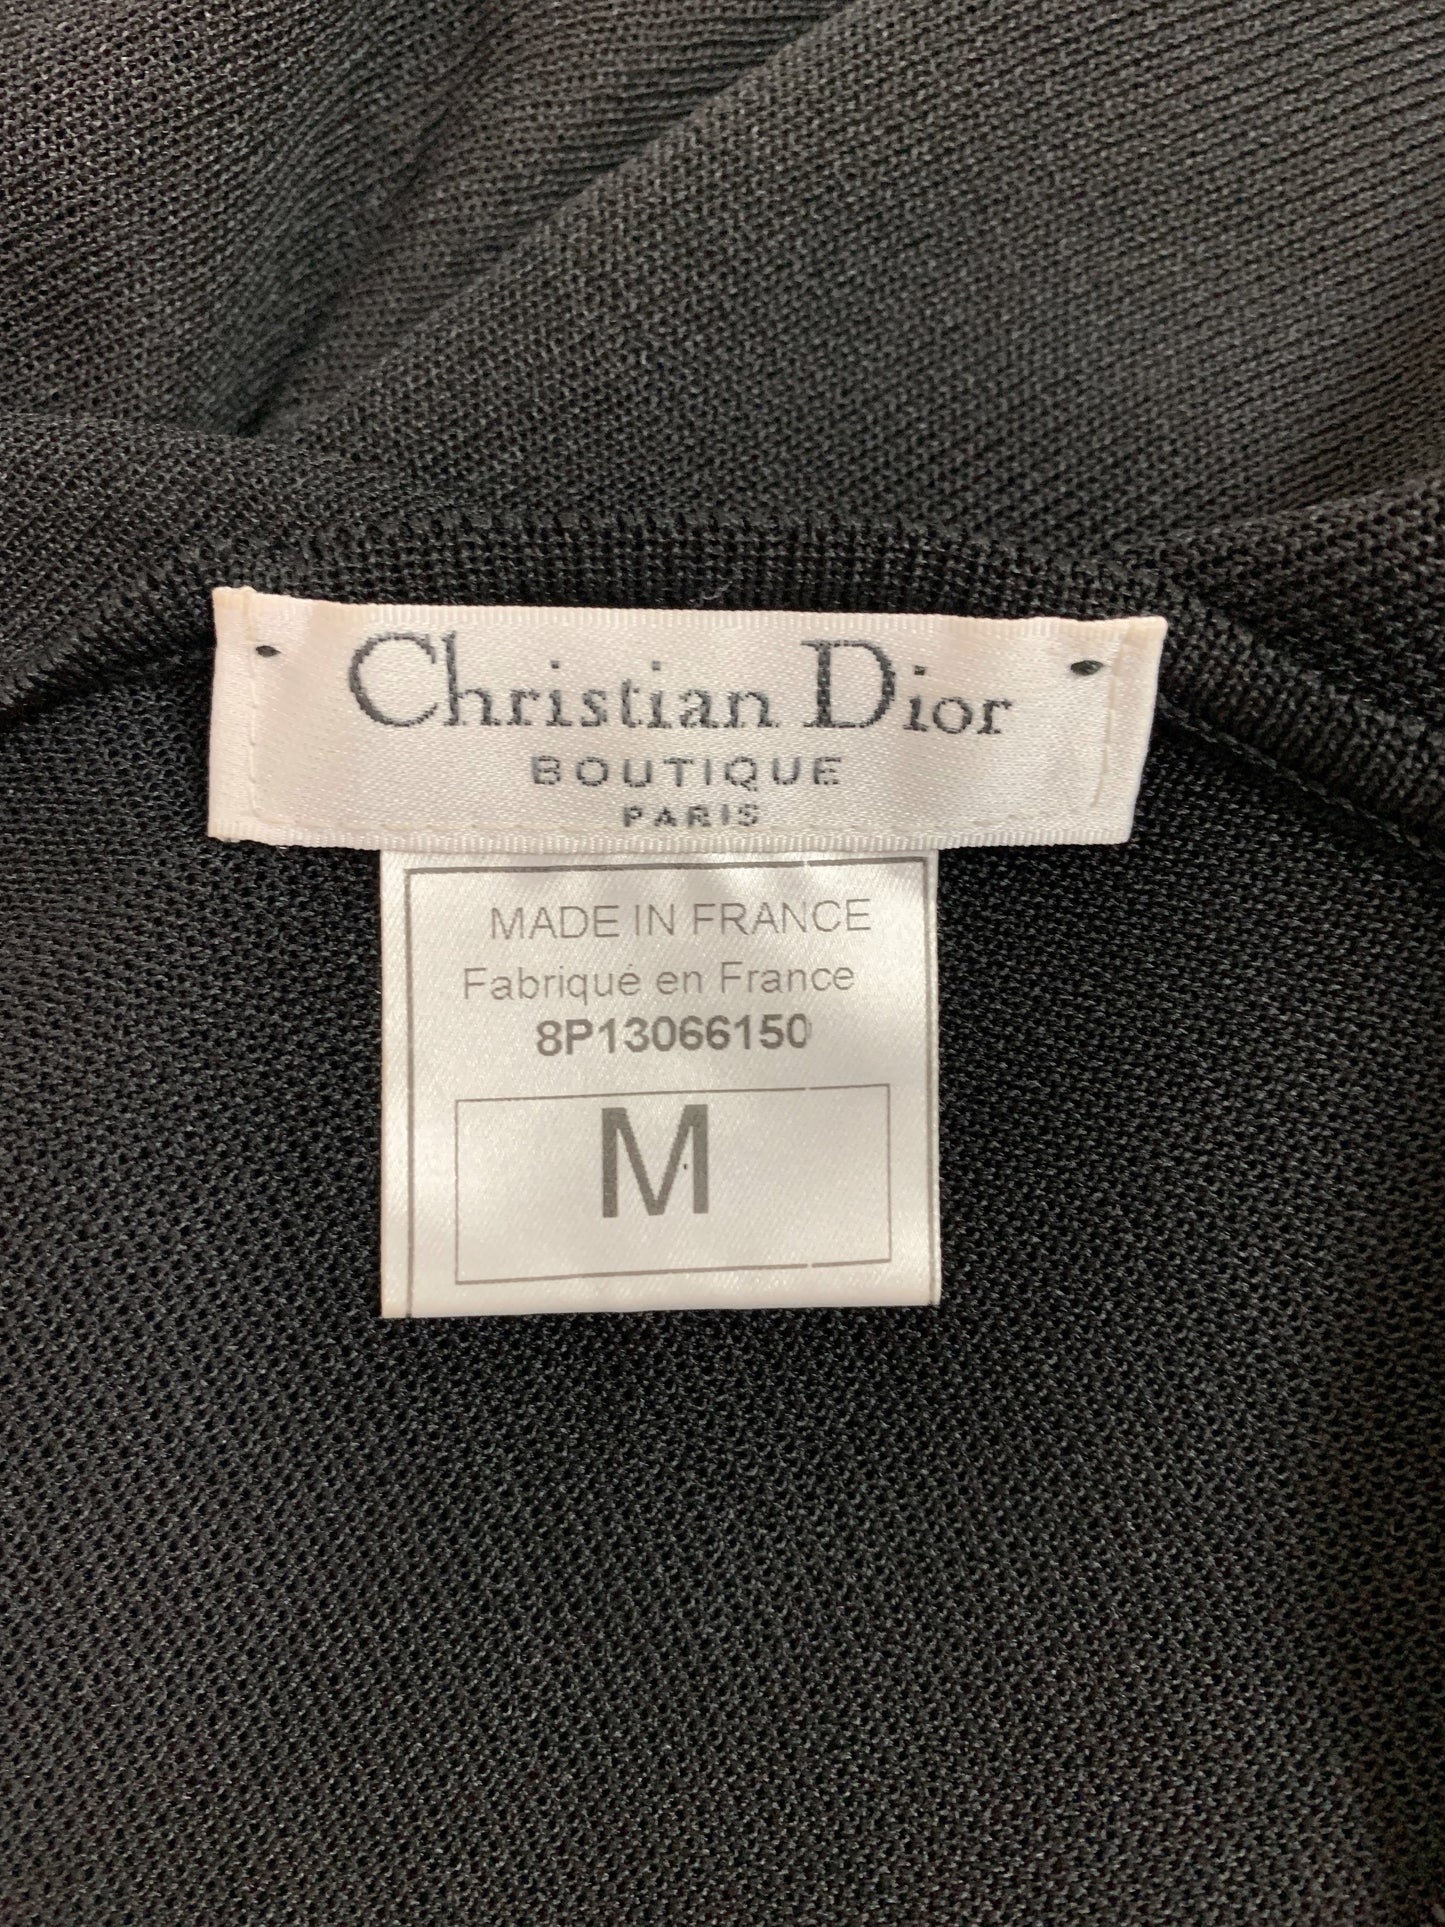 Christian Dior
BOUTIQUE
PARIS
MADE IN FRANCE
Fabriqué en France
8P13066150
M